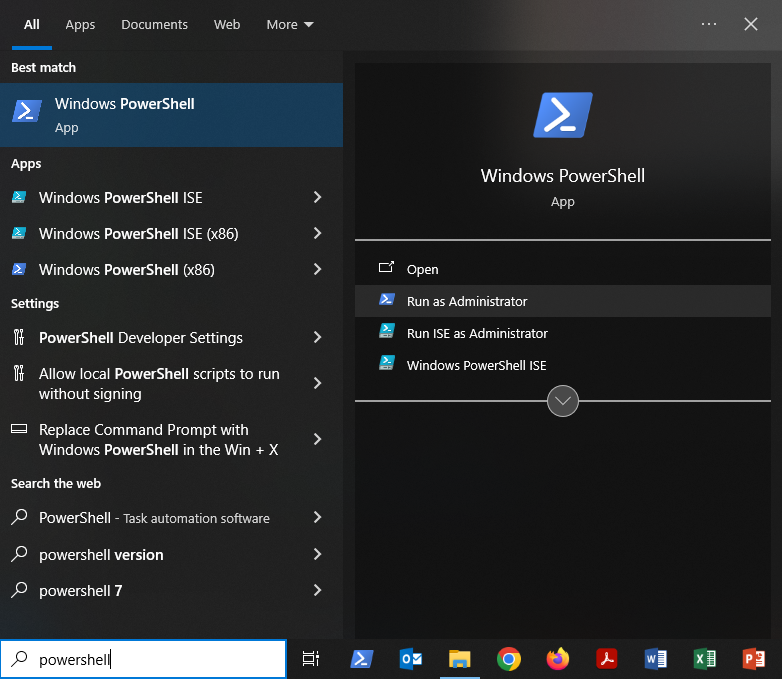 All Apps Documents Web More
Best match
Windows PowerShell
App
Apps
Windows PowerShell ISE
Windows PowerShell ISE (x86)
Windows PowerShell (x86)
Settings
PowerShell Developer Settings
Allow local PowerShell scripts to run
without signing
Replace Command Prompt with
Windows PowerShell in the Win + X
Search the web
PowerShell - Task automation software
powershell version
powershell 7
powershell
Windows PowerShell
App
Open
Run as Administrator
Run ISE as Administrator
Windows PowerShell ISE